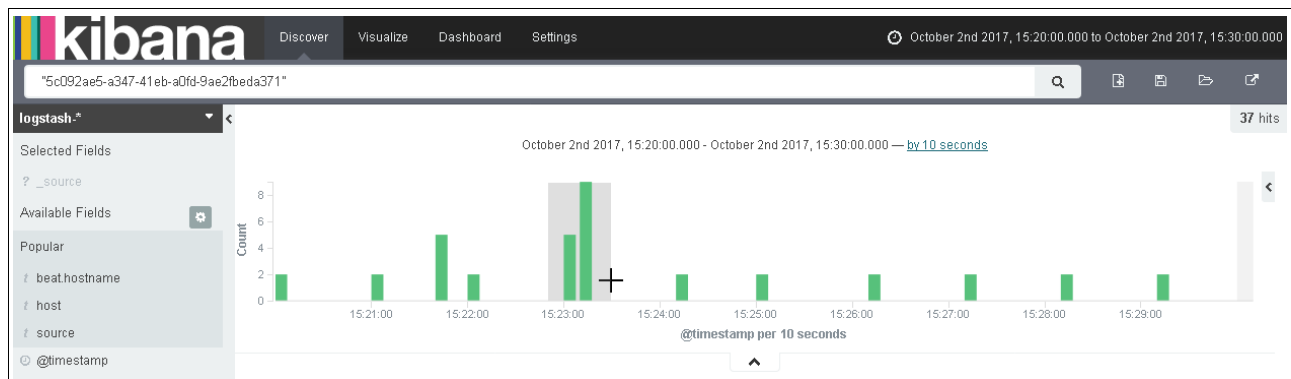 kibana Discover Visualize Dashboard Settings October 2nd 2017, 15:20:00.000 to October 2nd 2017, 15:30:00.000
"5c092ae5-a347-41eb-a0fd-9ae2fbeda371"
logstash-*
37 hits
Selected Fields
? _source
Available Fields
Popular
t beat.hostname
t host
t source
@timestamp
October 2nd 2017, 15:20:00.000 - October 2nd 2017, 15:30:00.000 — by 10 seconds
Count
8
6
4
2
0
15:21:00 15:22:00 15:23:00 15:24:00 15:25:00 15:26:00 15:27:00 15:28:00 15:29:00
@timestamp per 10 seconds